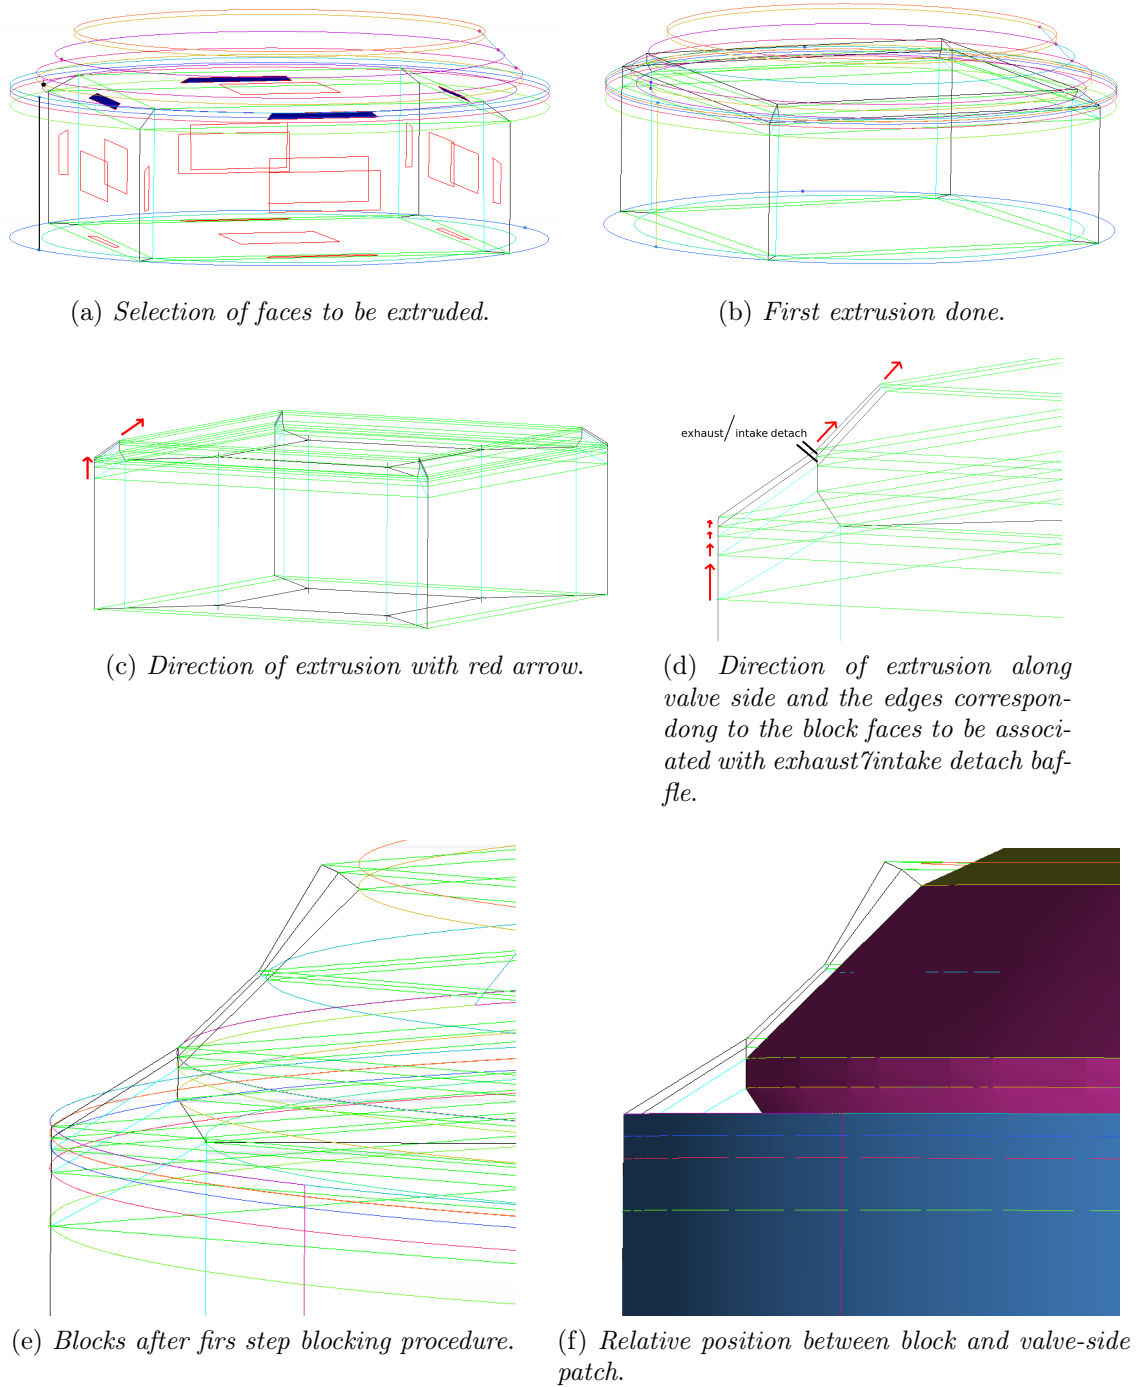 (a) Selection of faces to be extruded.
(b) First extrusion done.
exhaust/intake detach
(c) Direction of extrusion with red arrow.
(d) Direction of extrusion along
valve side and the edges correspon-
dong to the block faces to be associ-
ated with exhaust7intake detach baf-
fle.
(e) Blocks after firs step blocking procedure.
(f) Relative position between block and valve-side
patch.